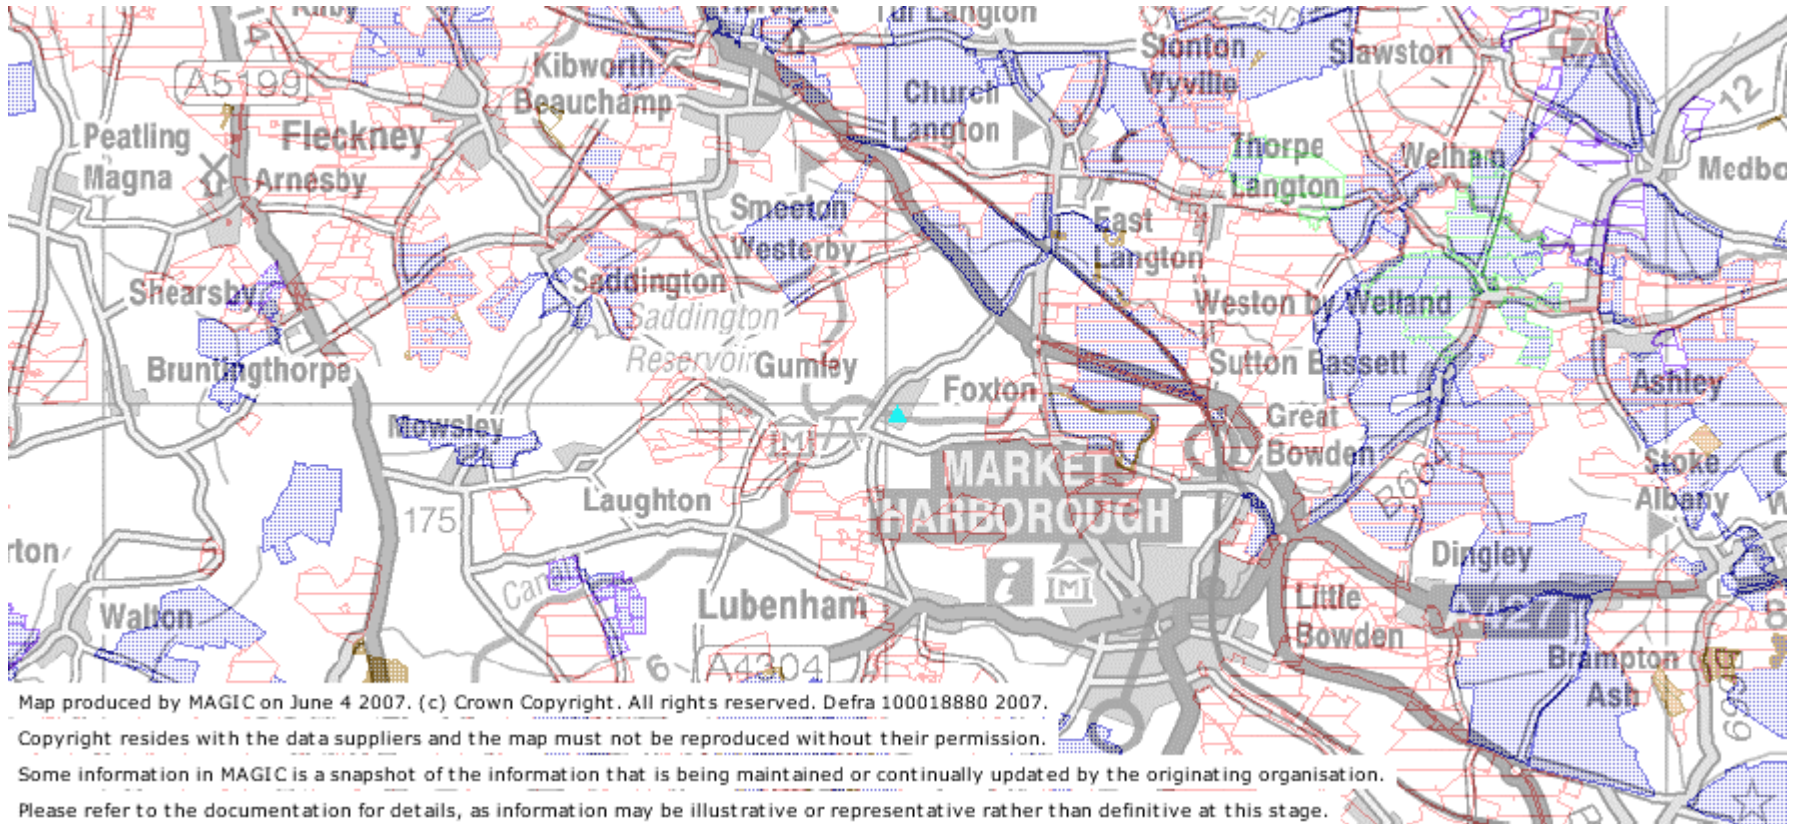 Tur Langton
Kibworth
Beauchamp
Stonton
Wyville
Slawston
A5199
Church
Langton
12
Peatling
Magna
Fleckney
Arnesby
Thorpe
Langton
Welham
Smeeton
Westerby
East
Langton
Shearsby
Saddington
Saddington
Reservoir
Weston by Welland
Bruntingthorpe
Gumley
Foxton
Sutton Bassett
Ashley
Mowsley
Great
Bowden
MARKET
HARBOROUGH
Laughton
175
Stoke
Albany
Dingley
Walton
Lubenham
Little
Bowden
A427
6
A4304
Brampton
Ash
Map produced by MAGIC on June 4 2007. (c) Crown Copyright. All rights reserved. Defra 100018880 2007.
Copyright resides with the data suppliers and the map must not be reproduced without their permission.
Some information in MAGIC is a snapshot of the information that is being maintained or continually updated by the originating organisation.
Please refer to the documentation for details, as information may be illustrative or representative rather than definitive at this stage.